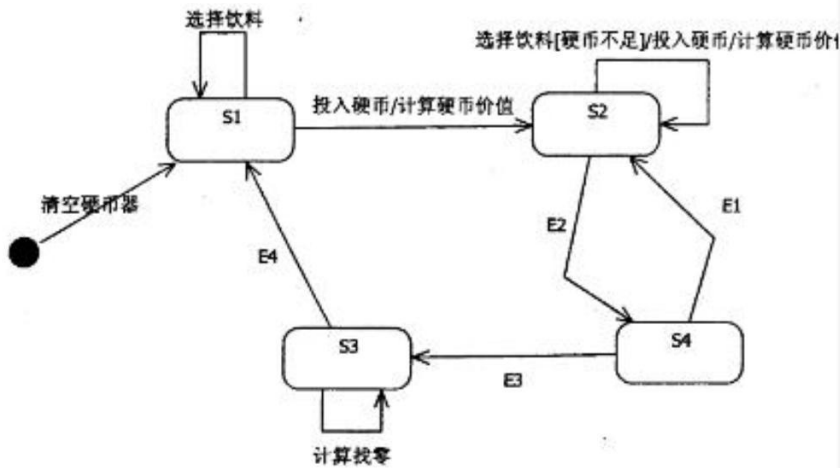 选择饮料
选择饮料[硬币不足]/投入硬币/计算硬币价
S1
投入硬币/计算硬币价值
S2
清空硬币器
E4
E2
E1
S3
S4
E3
计算找零